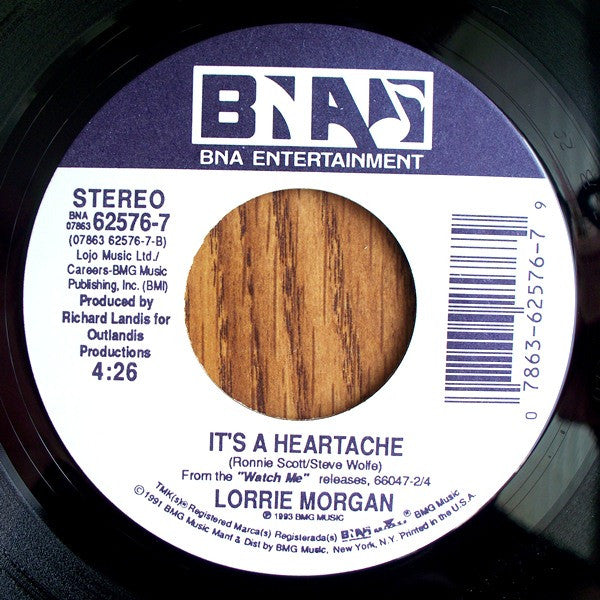 BNA
BNA ENTERTAINMENT
STEREO
BNA
07863 62576-7
(07863 62576-7-B)
Lojo Music Ltd./
Careers-BMG Music
Publishing, Inc. (BMI)
Produced by
Richard Landis for
Outlandis
Productions
4:26
0 7863-62576-7 9
IT'S A HEARTACHE
(Ronnie Scott/Steve Wolfe)
From the "Watch Me" releases, 66047-2/4
LORRIE MORGAN
℗ 1993 BMG MUSIC
TMK(s)® Registered Marca(s) Registrada(s) BNA ® BMG Music
©1991 BMG Music Mant & Dist by BMG Music, New York, N.Y. Printed in the U.S.A.